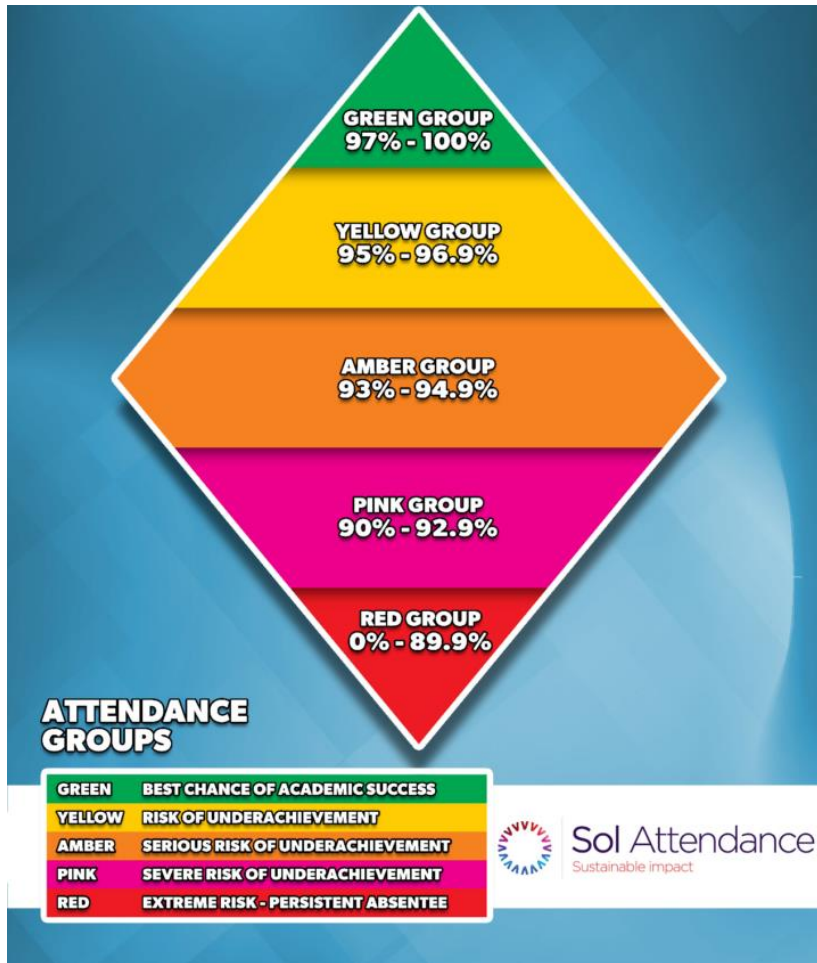 GREEN GROUP
97% - 100%
YELLOW GROUP
95% - 96.9%
AMBER GROUP
93% - 94.9%
PINK GROUP
90% - 92.9%
RED GROUP
0% - 89.9%
ATTENDANCE
GROUPS
GREEN BEST CHANCE OF ACADEMIC SUCCESS
YELLOW RISK OF UNDERACHIEVEMENT
AMBER SERIOUS RISK OF UNDERACHIEVEMENT
PINK SEVERE RISK OF UNDERACHIEVEMENT
RED EXTREME RISK - PERSISTENT ABSENTEE
Sol Attendance
Sustainable impact